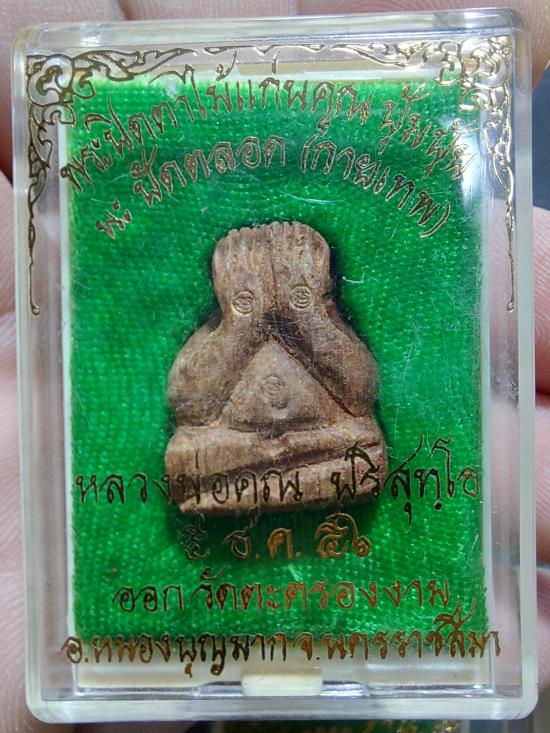 พระปิดตาไม้แก่นคูณ ปุ้มพุ้ย
นะ ปัดตลอด (กายเทพ)
หลวงพ่อคูณ ปริสุทฺโธ
๕ ธ.ค. ๕๖
ออก วัดตะครองงาม
อ.หนองบุญมาก จ.นครราชสีมา